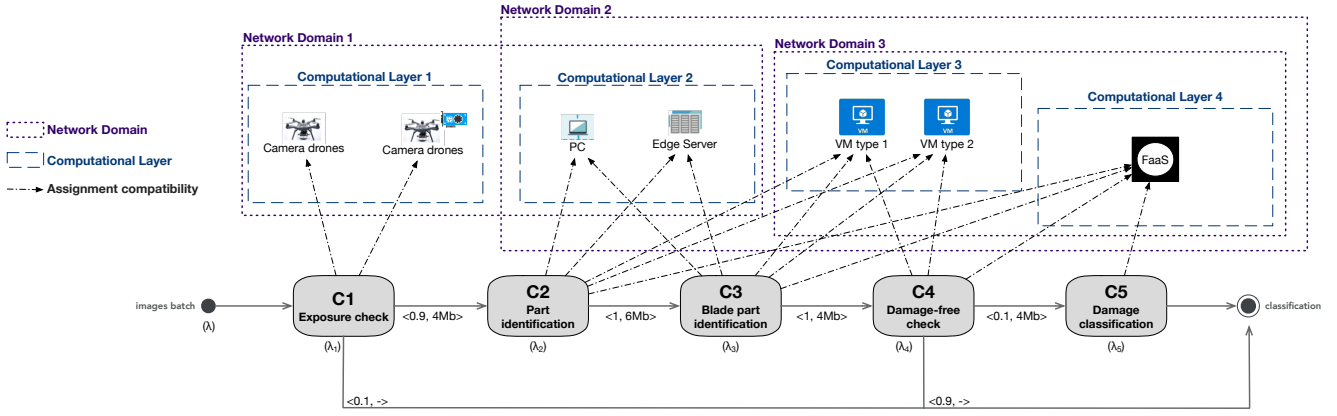 Network Domain 2
Network Domain 1
Network Domain 3
Computational Layer 1
Computational Layer 2
Computational Layer 3
Computational Layer 4
Network Domain
Computational Layer
Assignment compatibility
Camera drones
Camera drones
PC
Edge Server
VM
VM type 1
VM
VM type 2
FaaS
images batch
(λ)
C1
Exposure check
(λ₁)
<0.9, 4Mb>
C2
Part
identification
(λ₂)
<1, 6Mb>
C3
Blade part
identification
(λ₃)
<1, 4Mb>
C4
Damage-free
check
(λ₄)
<0.1, 4Mb>
C5
Damage
classification
(λ₅)
classification
<0.1, ->
<0.9, ->